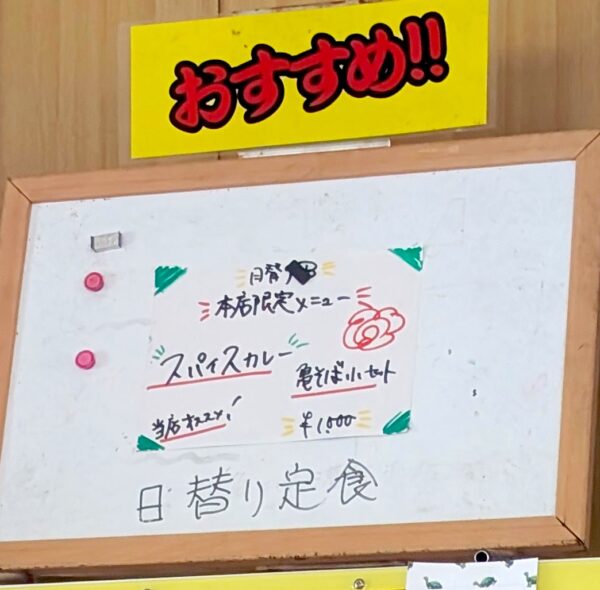 おすすめ!!
日替
本店限定メニュー
スパイスカレー
亀そば小セット
当店オススメ!
¥1,000
日替り定食